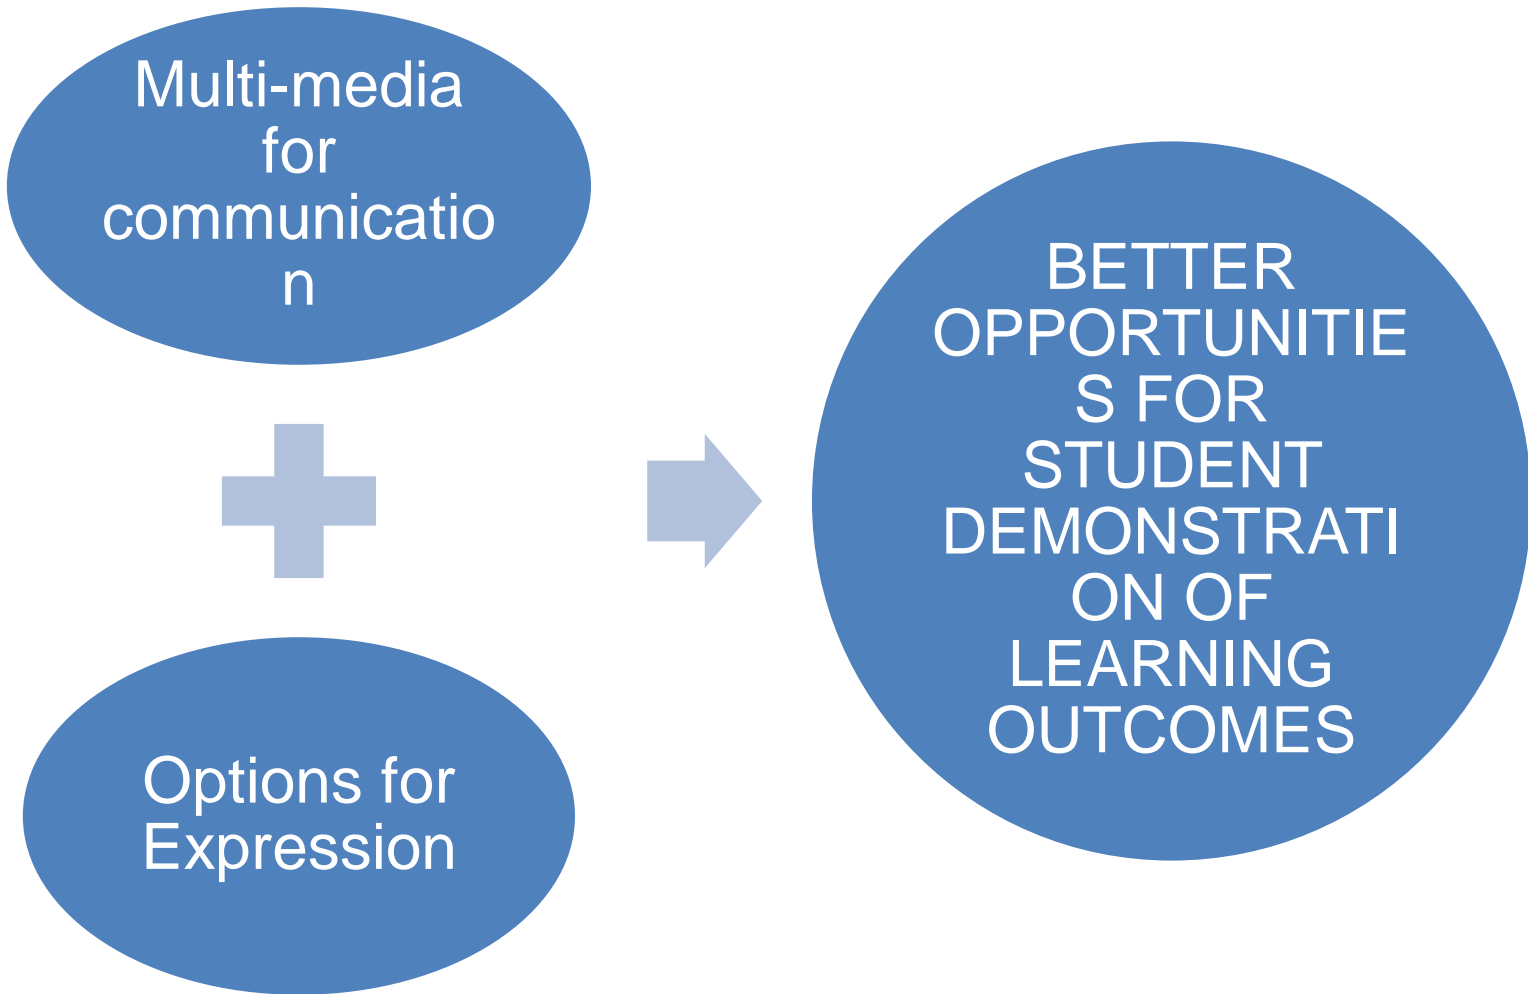 Multi-media
for
communicatio
n
Options for
Expression
BETTER
OPPORTUNITIE
S FOR
STUDENT
DEMONSTRATI
ON OF
LEARNING
OUTCOMES